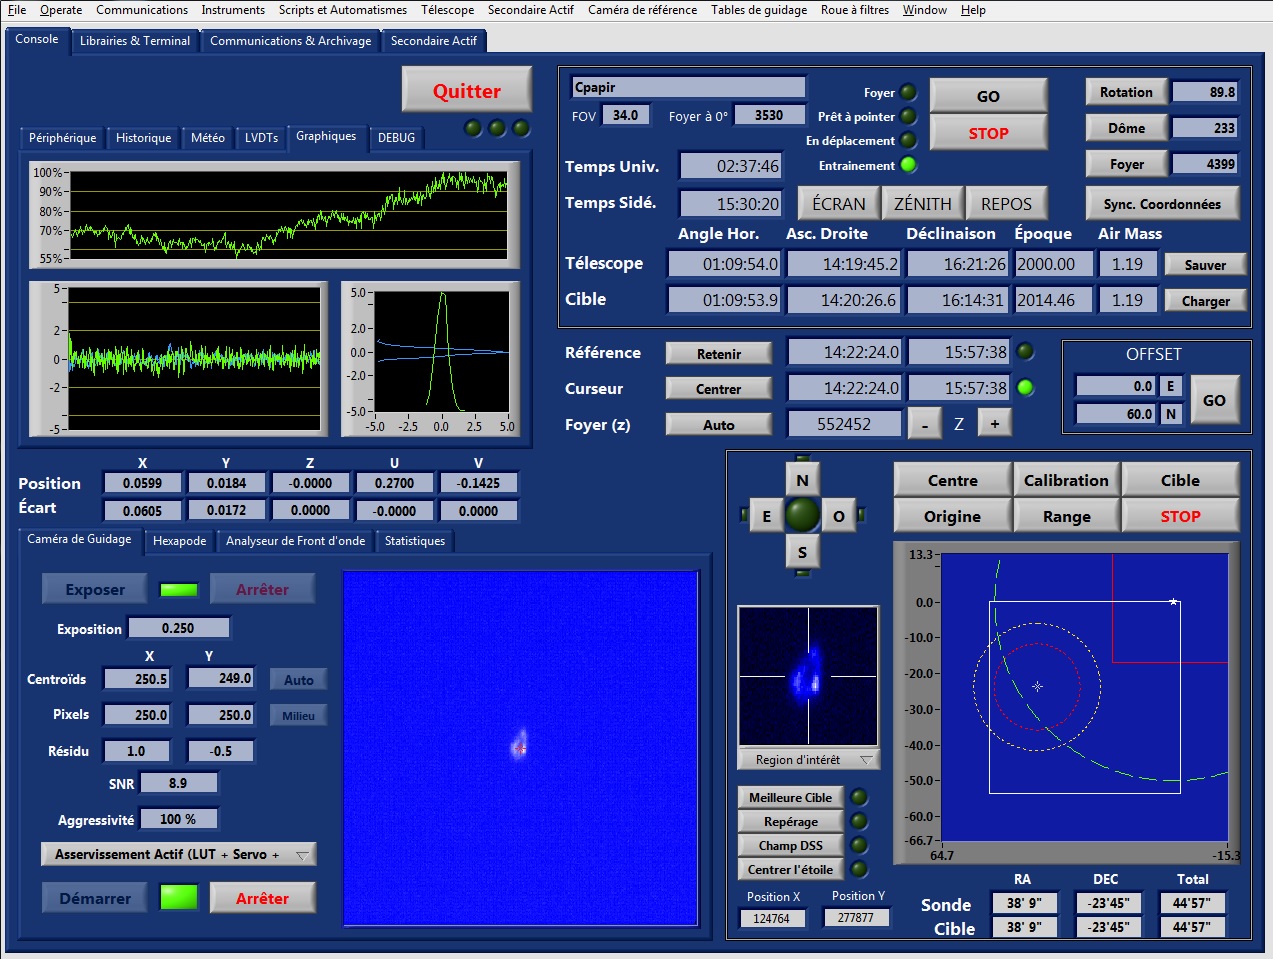 File Operate Communications Instruments Scripts et Automatismes Télescope Secondaire Actif Caméra de référence Tables de guidage Roue à filtres Window Help
Console Librairies & Terminal Communications & Archivage Secondaire Actif
Quitter
Périphérique Historique Météo LVDTs Graphiques DEBUG
100%
90%
80%
70%
55%
5
2
0
-2
-5
5.0
2.0
0.0
-2.0
-5.0
-5.0 -2.5 0.0 2.5 5.0
Cpapir
FOV 34.0 Foyer à 0° 3530
Foyer
Prêt à pointer
En déplacement
Entrainement
GO
STOP
Rotation 89.8
Dôme 233
Foyer 4399
Temps Univ. 02:37:46
Temps Sidé. 15:30:20
ÉCRAN ZÉNITH REPOS Sync. Coordonnées
Angle Hor. Asc. Droite Déclinaison Époque Air Mass
Télescope 01:09:54.0 14:19:45.2 16:21:26 2000.00 1.19 Sauver
Cible 01:09:53.9 14:20:26.6 16:14:31 2014.46 1.19 Charger
Référence Retenir 14:22:24.0 15:57:38
Curseur Centrer 14:22:24.0 15:57:38
Foyer (z) Auto 552452 - Z +
OFFSET
0.0 E
60.0 N
GO
X Y Z U V
Position 0.0599 0.0184 -0.0000 0.2700 -0.1425
Écart 0.0605 0.0172 0.0000 -0.0000 0.0000
Caméra de Guidage Hexapode Analyseur de Front d'onde Statistiques
Exposer Arrêter
Exposition 0.250
X Y
Centroïds 250.5 249.0 Auto
Pixels 250.0 250.0 Milieu
Résidu 1.0 -0.5
SNR 8.9
Aggressivité 100 %
Asservissement Actif (LUT + Servo +
Démarrer Arrêter
N
E O
S
Centre Calibration Cible
Origine Range STOP
Region d'intérêt
Meilleure Cible
Repérage
Champ DSS
Centrer l'étoile
Position X Position Y
124764 277877
13.3
0.0
-10.0
-20.0
-30.0
-40.0
-50.0
-60.0
-66.7
64.7 -15.3
RA DEC Total
Sonde 38' 9" -23'45" 44'57"
Cible 38' 9" -23'45" 44'57"